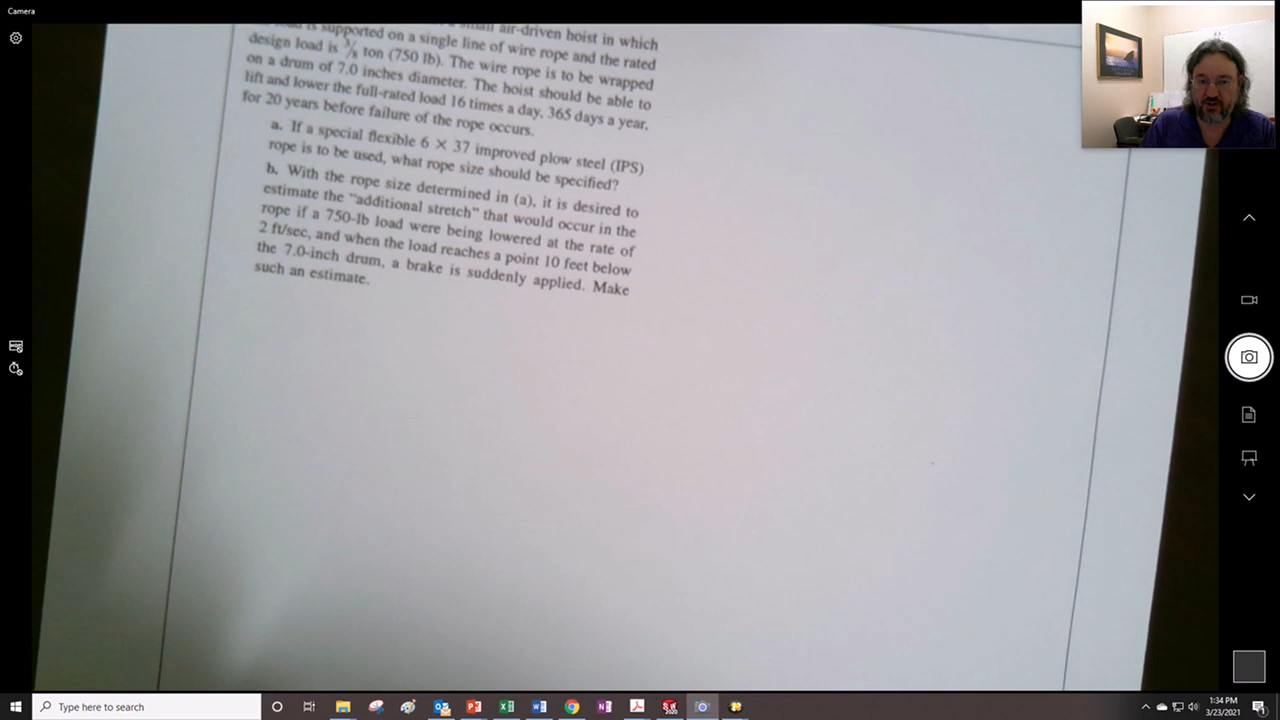 Camera
small air-driven hoist in which
is supported on a single line of wire rope and the rated
design load is 3/8 ton (750 lb). The wire rope is to be wrapped
on a drum of 7.0 inches diameter. The hoist should be able to
lift and lower the full-rated load 16 times a day, 365 days a year,
for 20 years before failure of the rope occurs.
a. If a special flexible 6 × 37 improved plow steel (IPS)
rope is to be used, what rope size should be specified?
b. With the rope size determined in (a), it is desired to
estimate the "additional stretch" that would occur in the
rope if a 750-lb load were being lowered at the rate of
2 ft/sec, and when the load reaches a point 10 feet below
the 7.0-inch drum, a brake is suddenly applied. Make
such an estimate.
Type here to search
1:34 PM
3/23/2021